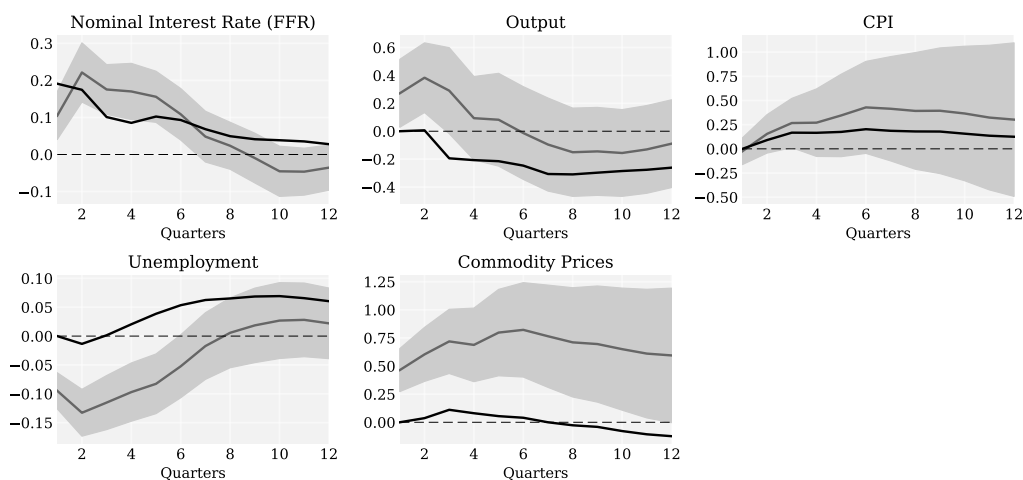 Nominal Interest Rate (FFR)
0.3
0.2
0.1
0.0
−0.1
2 4 6 8 10 12
Quarters
Output
0.6
0.4
0.2
0.0
−0.2
−0.4
2 4 6 8 10 12
Quarters
CPI
1.00
0.75
0.50
0.25
0.00
−0.25
−0.50
2 4 6 8 10 12
Quarters
Unemployment
0.10
0.05
0.00
−0.05
−0.10
−0.15
2 4 6 8 10 12
Quarters
Commodity Prices
1.25
1.00
0.75
0.50
0.25
0.00
2 4 6 8 10 12
Quarters